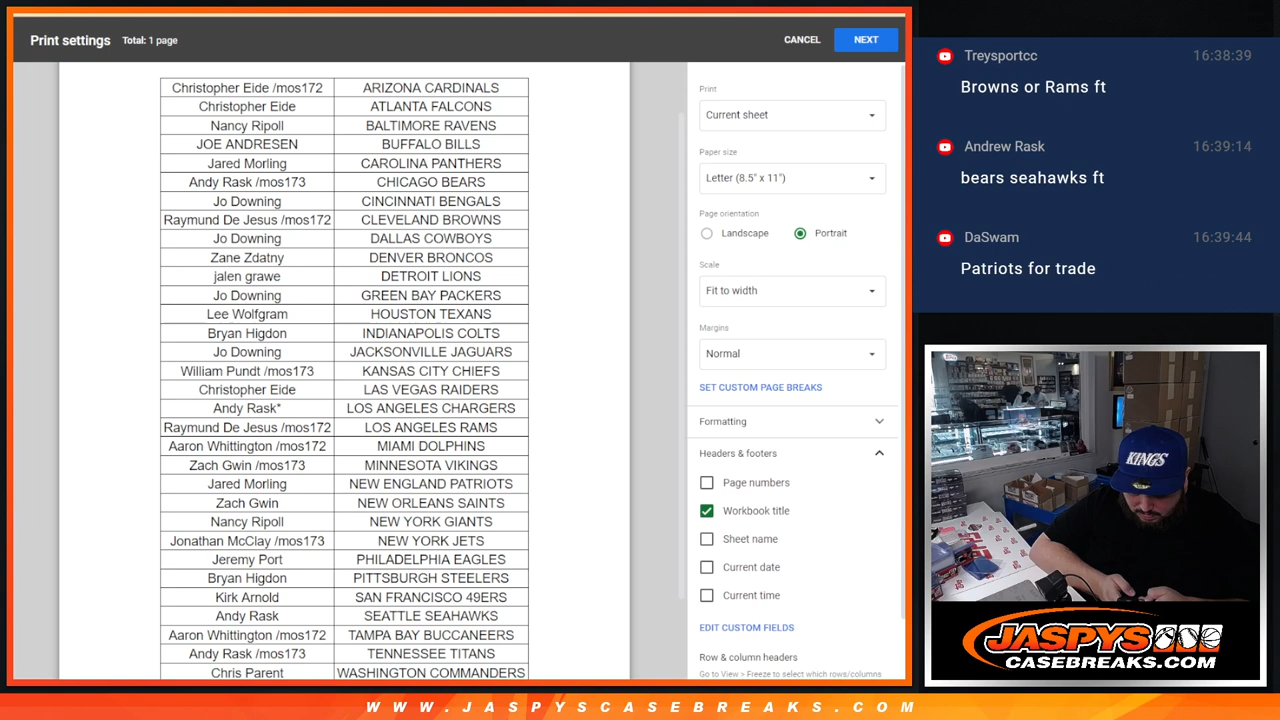 Print settings Total: 1 page CANCEL NEXT
Christopher Eide /mos172 ARIZONA CARDINALS
Christopher Eide ATLANTA FALCONS
Nancy Ripoll BALTIMORE RAVENS
JOE ANDRESEN BUFFALO BILLS
Jared Morling CAROLINA PANTHERS
Andy Rask /mos173 CHICAGO BEARS
Jo Downing CINCINNATI BENGALS
Raymund De Jesus /mos172 CLEVELAND BROWNS
Jo Downing DALLAS COWBOYS
Zane Zdatny DENVER BRONCOS
jalen grawe DETROIT LIONS
Jo Downing GREEN BAY PACKERS
Lee Wolfgram HOUSTON TEXANS
Bryan Higdon INDIANAPOLIS COLTS
Jo Downing JACKSONVILLE JAGUARS
William Pundt /mos173 KANSAS CITY CHIEFS
Christopher Eide LAS VEGAS RAIDERS
Andy Rask* LOS ANGELES CHARGERS
Raymund De Jesus /mos172 LOS ANGELES RAMS
Aaron Whittington /mos172 MIAMI DOLPHINS
Zach Gwin /mos173 MINNESOTA VIKINGS
Jared Morling NEW ENGLAND PATRIOTS
Zach Gwin NEW ORLEANS SAINTS
Nancy Ripoll NEW YORK GIANTS
Jonathan McClay /mos173 NEW YORK JETS
Jeremy Port PHILADELPHIA EAGLES
Bryan Higdon PITTSBURGH STEELERS
Kirk Arnold SAN FRANCISCO 49ERS
Andy Rask SEATTLE SEAHAWKS
Aaron Whittington /mos172 TAMPA BAY BUCCANEERS
Andy Rask /mos173 TENNESSEE TITANS
Chris Parent WASHINGTON COMMANDERS
Print
Current sheet
Paper size
Letter (8.5" x 11")
Page orientation
Landscape Portrait
Scale
Fit to width
Margins
Normal
SET CUSTOM PAGE BREAKS
Formatting
Headers & footers
Page numbers
Workbook title
Sheet name
Current date
Current time
EDIT CUSTOM FIELDS
Row & column headers
Go to View > Freeze to select which rows/columns
Treysportcc 16:38:39
Browns or Rams ft
Andrew Rask 16:39:14
bears seahawks ft
DaSwam 16:39:44
Patriots for trade
KINGS
JASPYS
CASEBREAKS.COM
WWW.JASPYSCASEBREAKS.COM